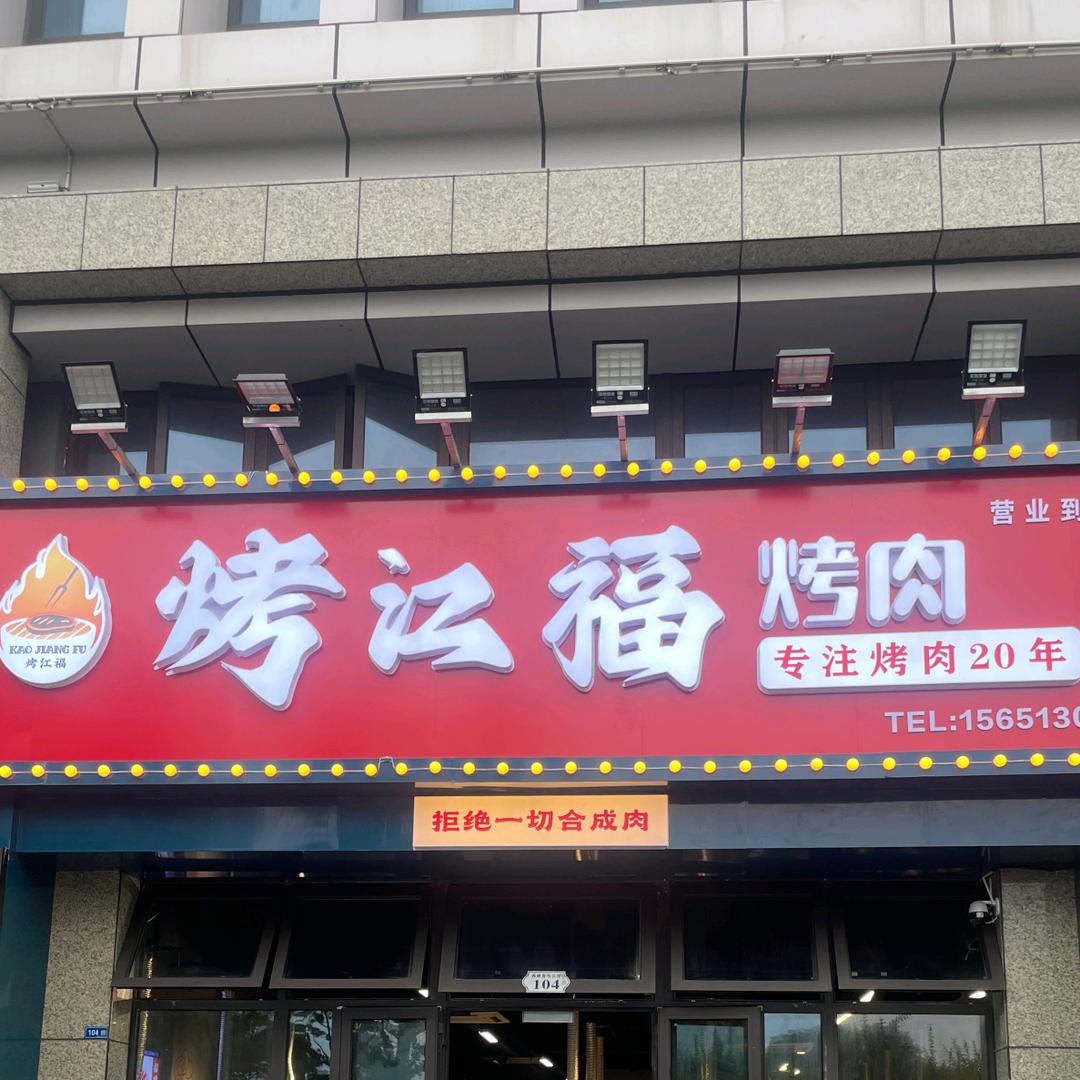 营业到
KAO JIANG FU
烤江福
烤江福
烤肉
专注烤肉20年
TEL:1565130
拒绝一切合成肉
104
104